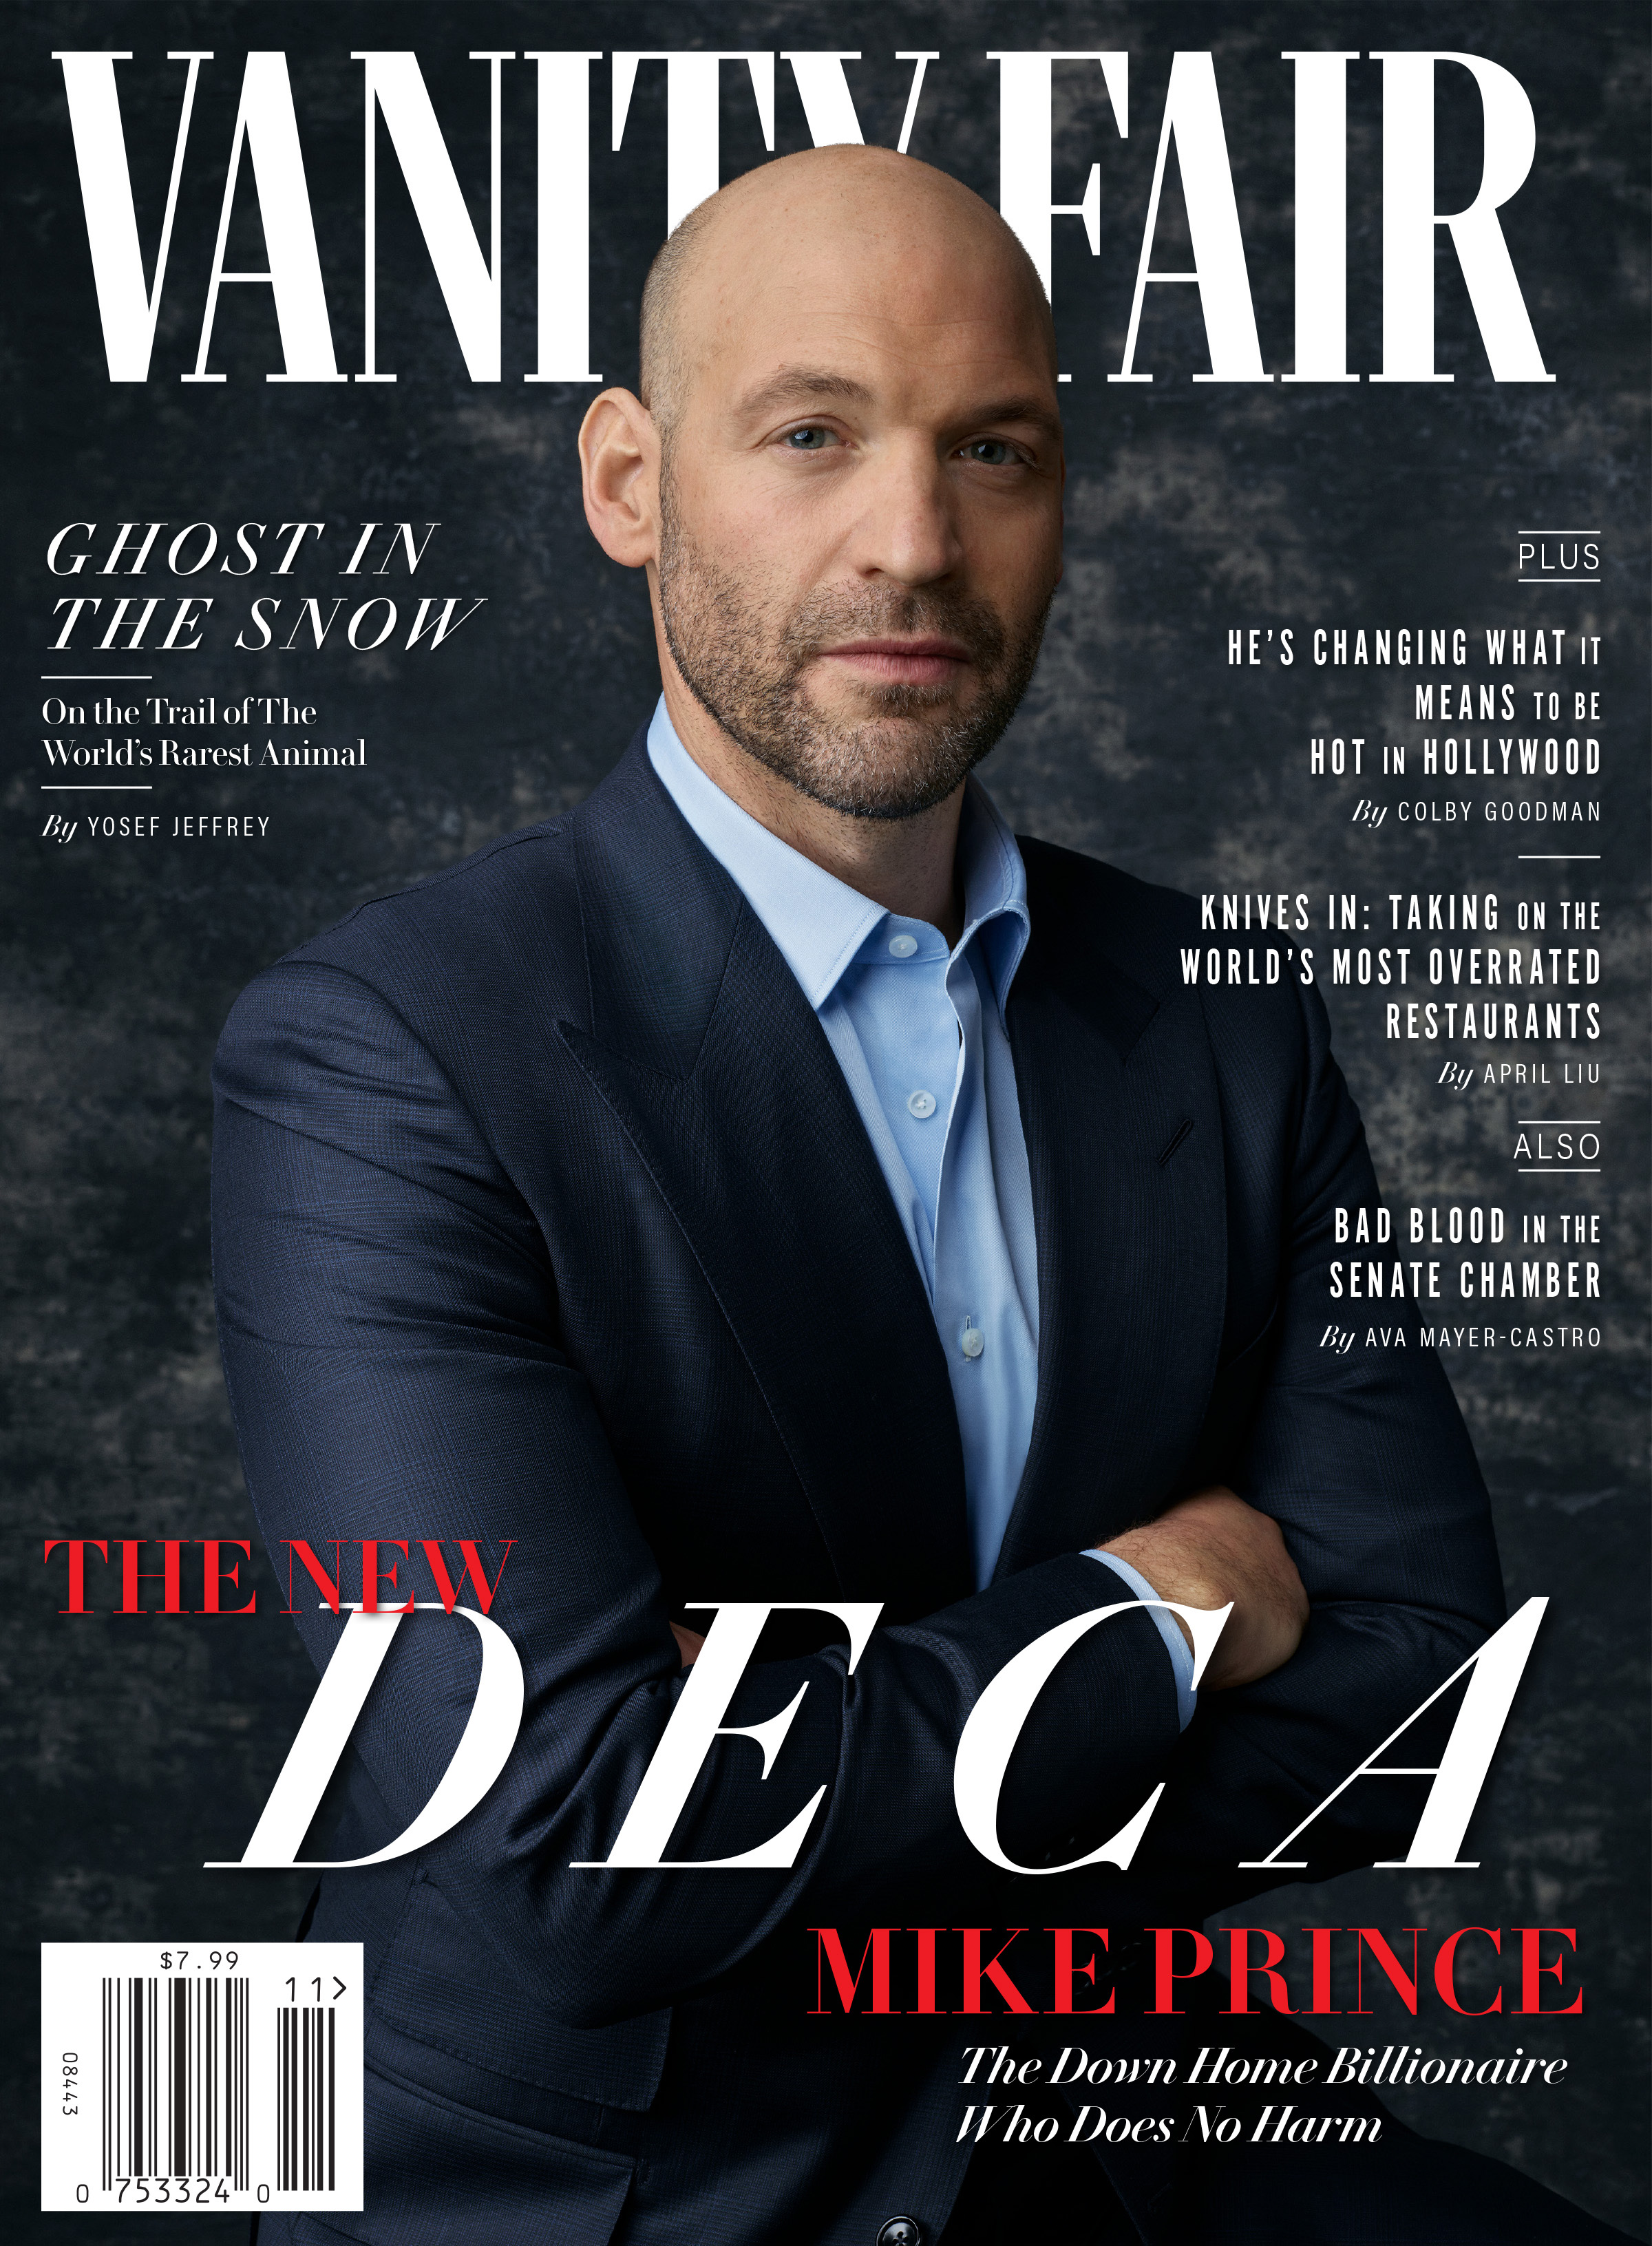 VANITY FAIR
GHOST IN
THE SNOW
On the Trail of The
World's Rarest Animal
By YOSEF JEFFREY
PLUS
HE'S CHANGING WHAT IT
MEANS TO BE
HOT IN HOLLYWOOD
By COLBY GOODMAN
KNIVES IN: TAKING ON THE
WORLD'S MOST OVERRATED
RESTAURANTS
By APRIL LIU
ALSO
BAD BLOOD IN THE
SENATE CHAMBER
By AVA MAYER-CASTRO
THE NEW
DECA
MIKE PRINCE
The Down Home Billionaire
Who Does No Harm
$7.99
11>
08443
0 753324 0